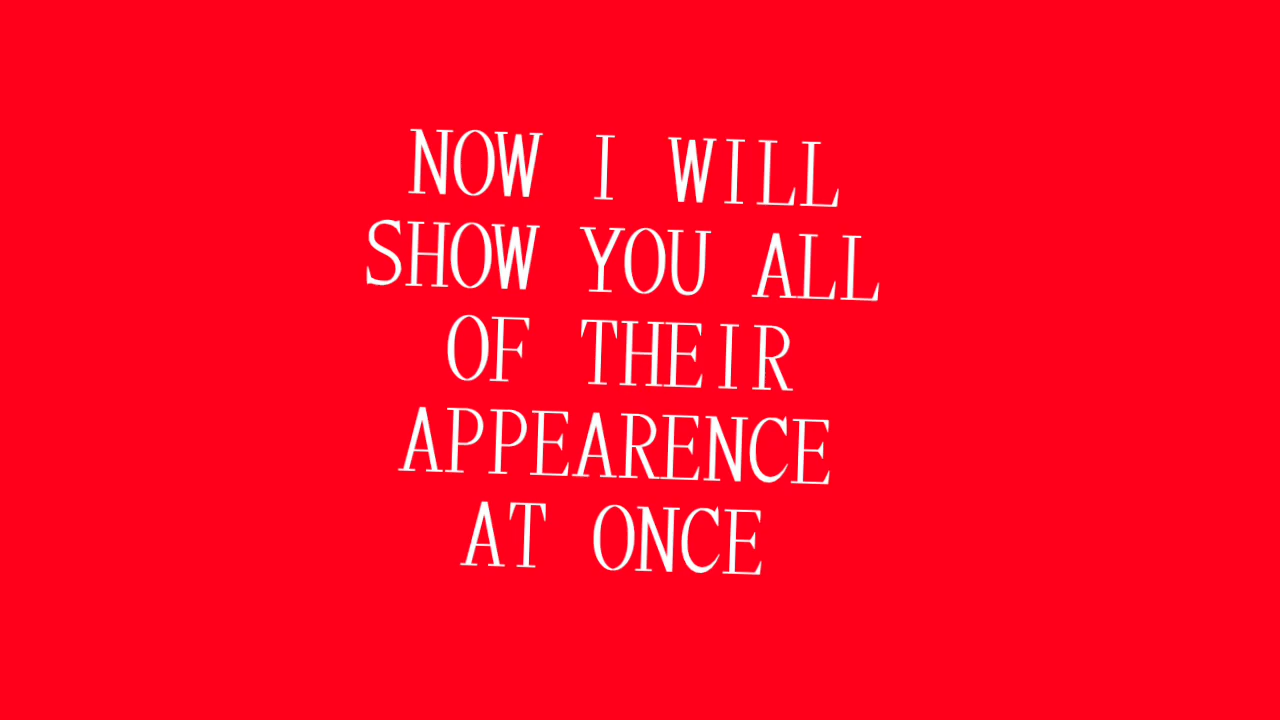 NOW I WILL
SHOW YOU ALL
OF THEIR
APPEARENCE
AT ONCE